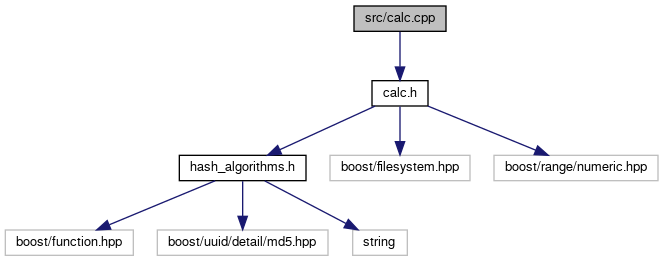 src/calc.cpp
calc.h
hash_algorithms.h
boost/filesystem.hpp
boost/range/numeric.hpp
boost/function.hpp
boost/uuid/detail/md5.hpp
string